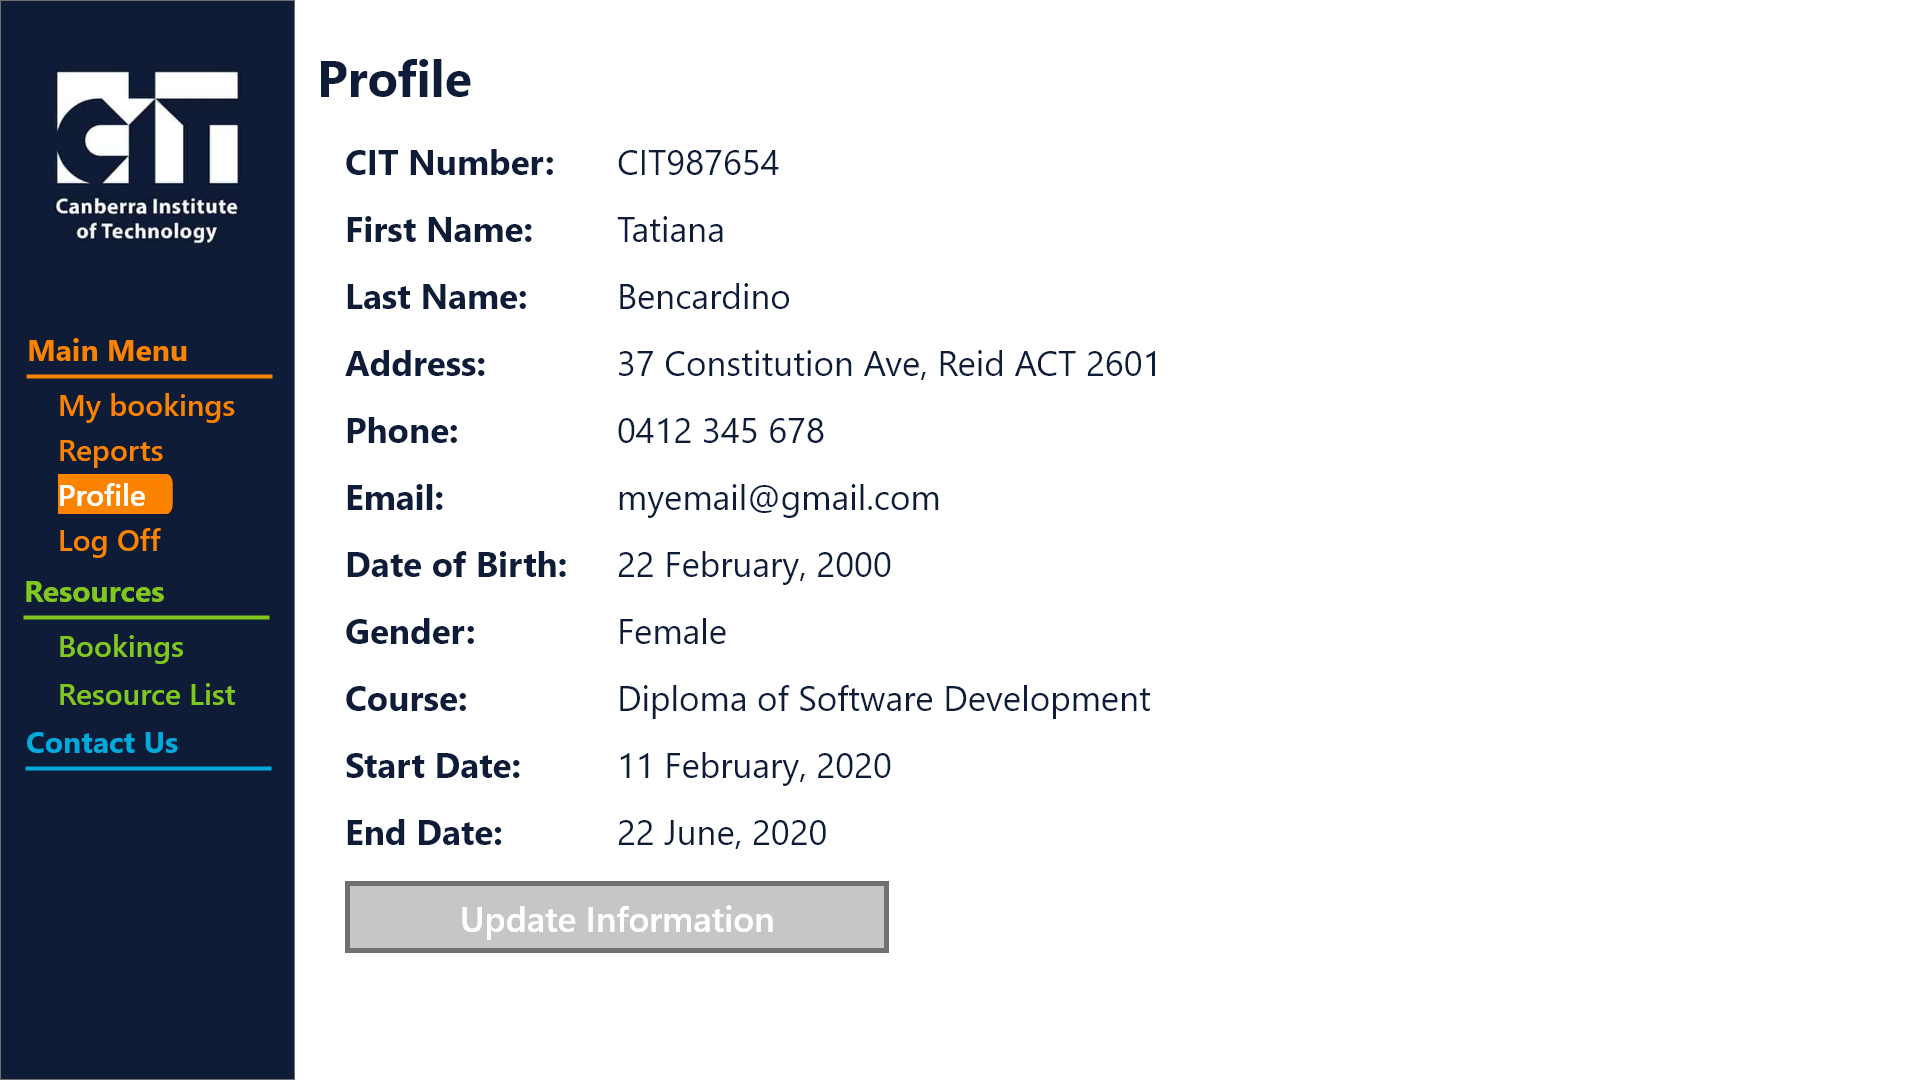 CIT
Canberra Institute
of Technology
Main Menu
My bookings
Reports
Profile
Log Off
Resources
Bookings
Resource List
Contact Us
Profile
CIT Number: CIT987654
First Name: Tatiana
Last Name: Bencardino
Address: 37 Constitution Ave, Reid ACT 2601
Phone: 0412 345 678
Email: myemail@gmail.com
Date of Birth: 22 February, 2000
Gender: Female
Course: Diploma of Software Development
Start Date: 11 February, 2020
End Date: 22 June, 2020
Update Information